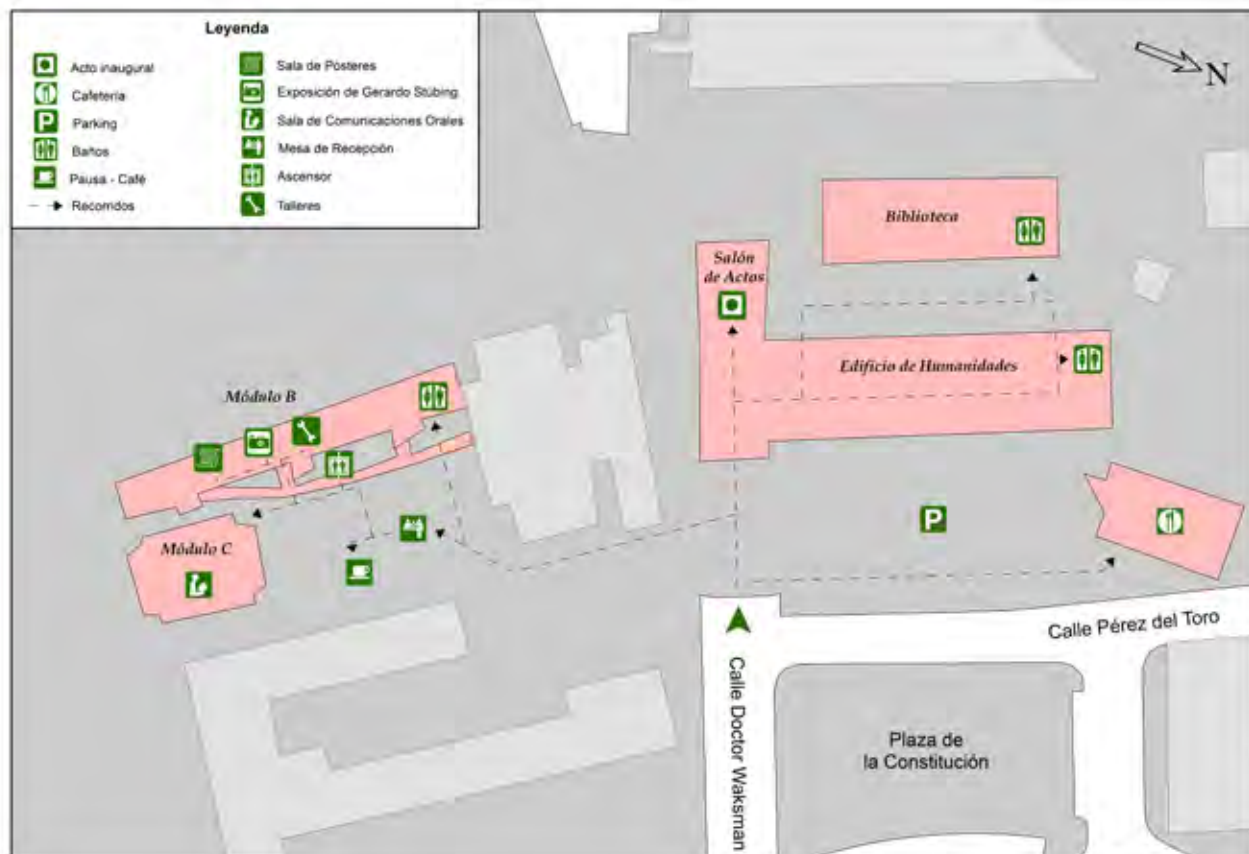 Leyenda
Acto inaugural
Cafetería
Parking
Baños
Pausa - Café
Recorridos
Sala de Pósteres
Exposición de Gerardo Stübing
Sala de Comunicaciones Orales
Mesa de Recepción
Ascensor
Talleres
N
Biblioteca
Salón
de Actos
Edificio de Humanidades
Módulo B
P
Módulo C
Calle Pérez del Toro
Calle Doctor Waksman
Plaza de
la Constitución